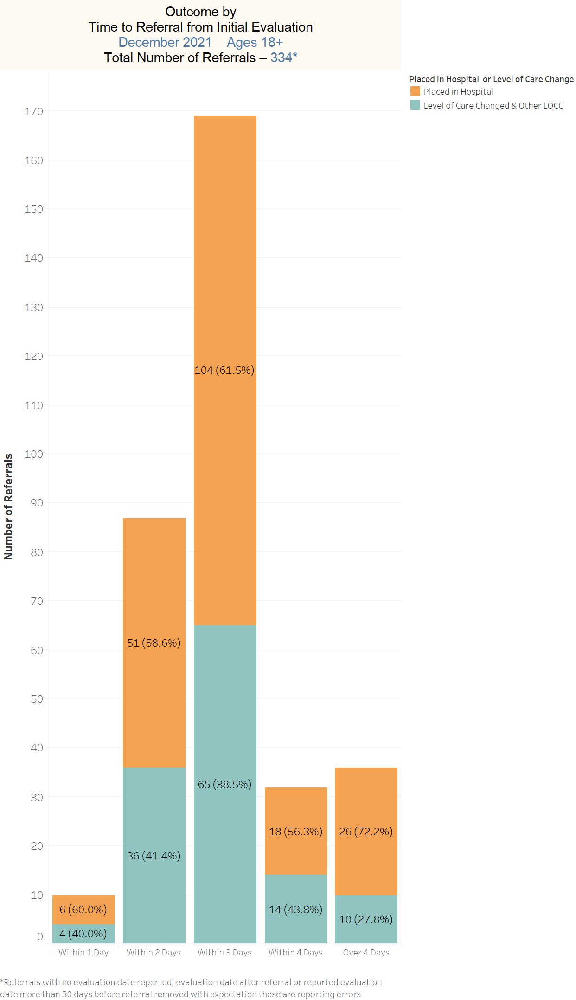 Outcome by
Time to Referral from Initial Evaluation
December 2021 Ages 18+
Total Number of Referrals – 334*
Placed in Hospital or Level of Care Change
Placed in Hospital
Level of Care Changed & Other LOCC
Number of Referrals
170
160
150
140
130
120
110
100
90
80
70
60
50
40
30
20
10
0
6 (60.0%)
4 (40.0%)
51 (58.6%)
36 (41.4%)
104 (61.5%)
65 (38.5%)
18 (56.3%)
14 (43.8%)
26 (72.2%)
10 (27.8%)
Within 1 Day
Within 2 Days
Within 3 Days
Within 4 Days
Over 4 Days
*Referrals with no evaluation date reported, evaluation date after referral or reported evaluation
date more than 30 days before referral removed with expectation these are reporting errors